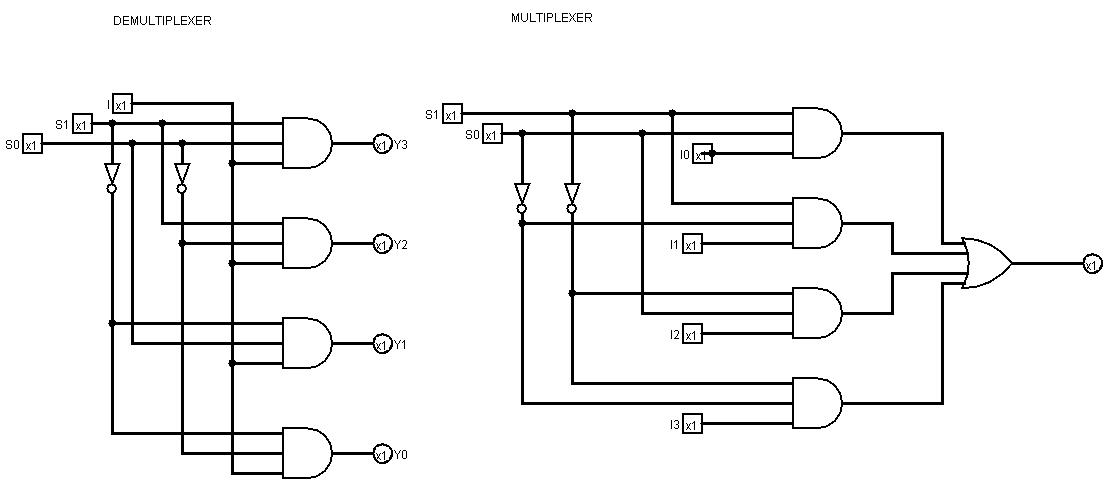 DEMULTIPLEXER
I x1
S1 x1
S0 x1
x1 Y3
x1 Y2
x1 Y1
x1 Y0
MULTIPLEXER
S1 x1
S0 x1
I0 x1
I1 x1
I2 x1
I3 x1
x1